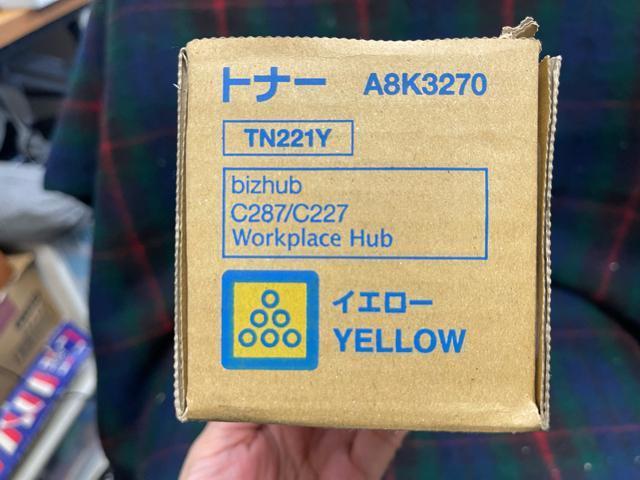 トナー A8K3270
TN221Y
bizhub
C287/C227
Workplace Hub
イエロー
YELLOW